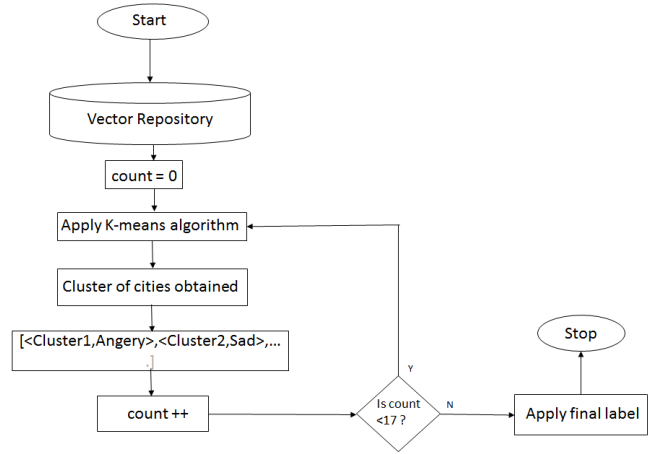 Start
Vector Repository
count = 0
Apply K-means algorithm
Cluster of cities obtained
[<Cluster1,Angery>,<Cluster2,Sad>,...
.]
count ++
Is count
<17 ?
Y
N
Apply final label
Stop